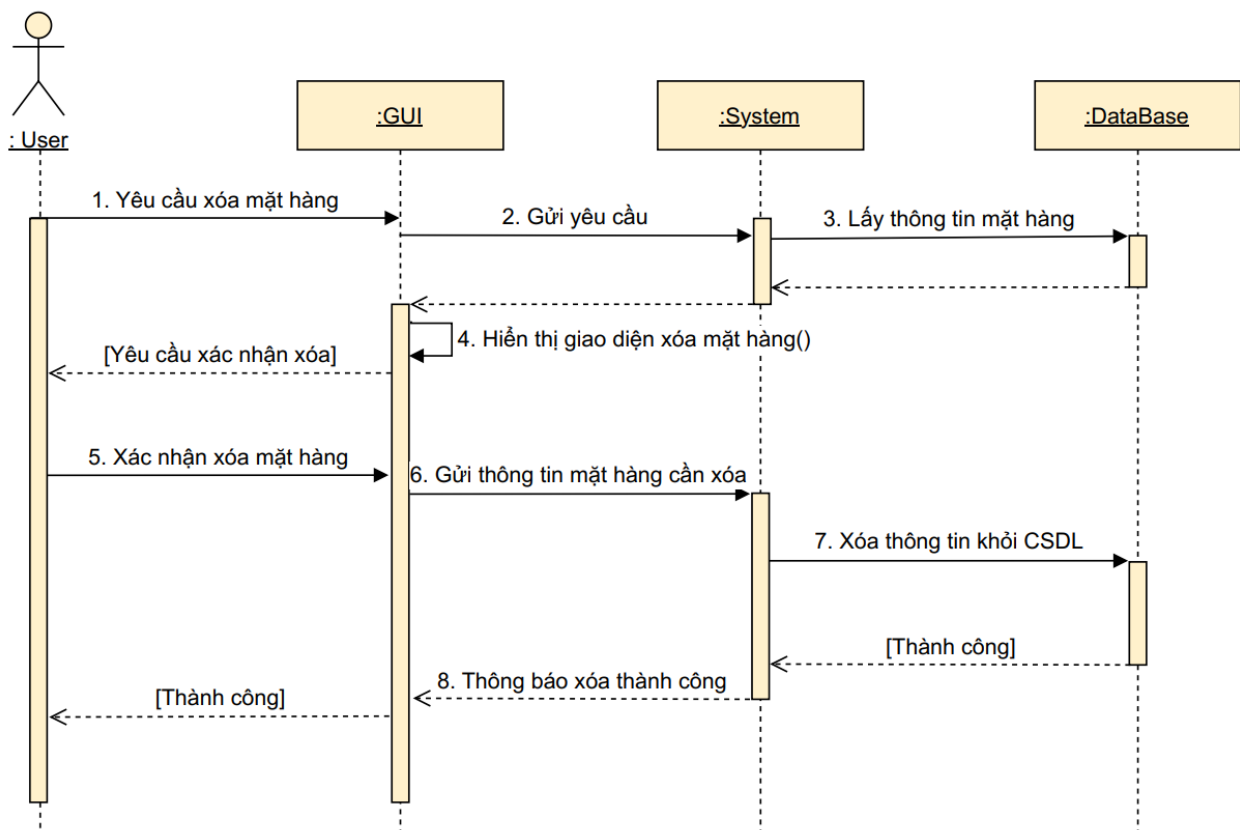 : User
:GUI
:System
:DataBase
1. Yêu cầu xóa mặt hàng
2. Gửi yêu cầu
3. Lấy thông tin mặt hàng
4. Hiển thị giao diện xóa mặt hàng()
[Yêu cầu xác nhận xóa]
5. Xác nhận xóa mặt hàng
6. Gửi thông tin mặt hàng cần xóa
7. Xóa thông tin khỏi CSDL
[Thành công]
8. Thông báo xóa thành công
[Thành công]